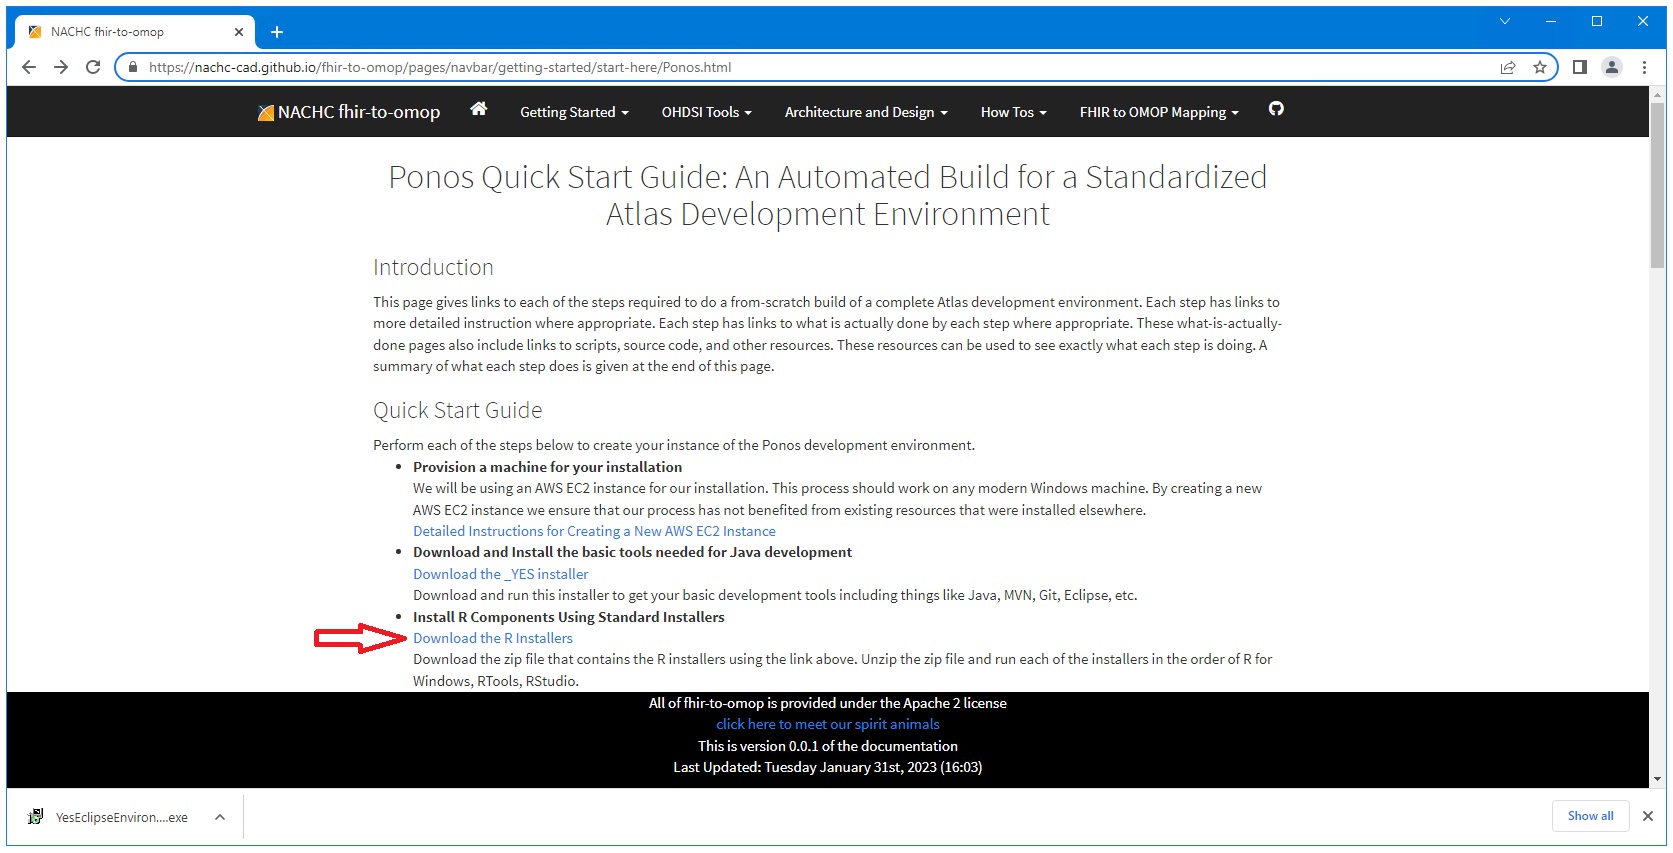 NACHC fhir-to-omop
https://nachc-cad.github.io/fhir-to-omop/pages/navbar/getting-started/start-here/Ponos.html
NACHC fhir-to-omop Getting Started OHDSI Tools Architecture and Design How Tos FHIR to OMOP Mapping
Ponos Quick Start Guide: An Automated Build for a Standardized
Atlas Development Environment
Introduction
This page gives links to each of the steps required to do a from-scratch build of a complete Atlas development environment. Each step has links to
more detailed instruction where appropriate. Each step has links to what is actually done by each step where appropriate. These what-is-actually-
done pages also include links to scripts, source code, and other resources. These resources can be used to see exactly what each step is doing. A
summary of what each step does is given at the end of this page.
Quick Start Guide
Perform each of the steps below to create your instance of the Ponos development environment.
• Provision a machine for your installation
We will be using an AWS EC2 instance for our installation. This process should work on any modern Windows machine. By creating a new
AWS EC2 instance we ensure that our process has not benefited from existing resources that were installed elsewhere.
Detailed Instructions for Creating a New AWS EC2 Instance
• Download and Install the basic tools needed for Java development
Download the _YES installer
Download and run this installer to get your basic development tools including things like Java, MVN, Git, Eclipse, etc.
• Install R Components Using Standard Installers
Download the R Installers
Download the zip file that contains the R installers using the link above. Unzip the zip file and run each of the installers in the order of R for
Windows, RTools, RStudio.
All of fhir-to-omop is provided under the Apache 2 license
click here to meet our spirit animals
This is version 0.0.1 of the documentation
Last Updated: Tuesday January 31st, 2023 (16:03)
YesEclipseEnviron....exe
Show all